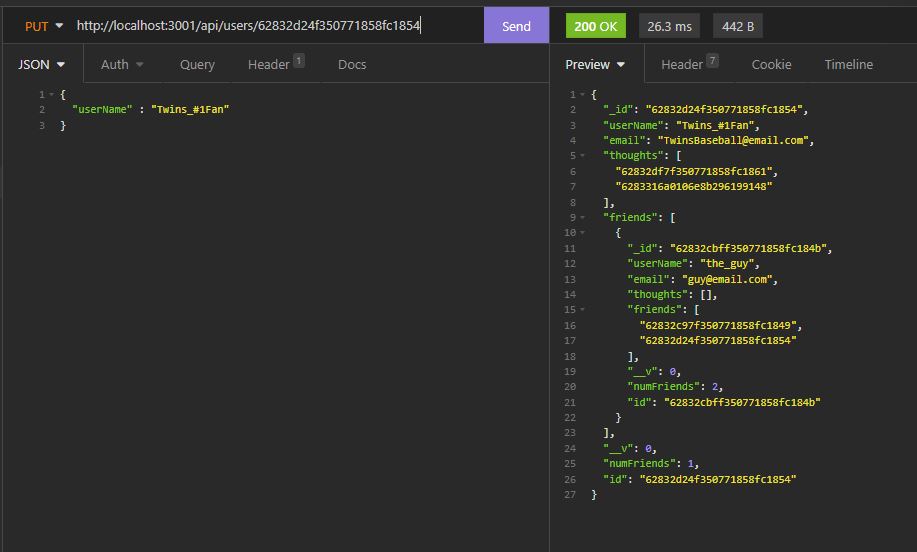 PUT http://localhost:3001/api/users/62832d24f350771858fc1854 Send 200 OK 26.3 ms 442 B
JSON Auth Query Header 1 Docs Preview Header 7 Cookie Timeline
1 {
2 "userName" : "Twins_#1Fan"
3 }
1 {
2 "_id": "62832d24f350771858fc1854",
3 "userName": "Twins_#1Fan",
4 "email": "TwinsBaseball@email.com",
5 "thoughts": [
6 "62832df7f350771858fc1861",
7 "6283316a0106e8b296199148"
8 ],
9 "friends": [
10 {
11 "_id": "62832cbff350771858fc184b",
12 "userName": "the_guy",
13 "email": "guy@email.com",
14 "thoughts": [],
15 "friends": [
16 "62832c97f350771858fc1849",
17 "62832d24f350771858fc1854"
18 ],
19 "__v": 0,
20 "numFriends": 2,
21 "id": "62832cbff350771858fc184b"
22 }
23 ],
24 "__v": 0,
25 "numFriends": 1,
26 "id": "62832d24f350771858fc1854"
27 }